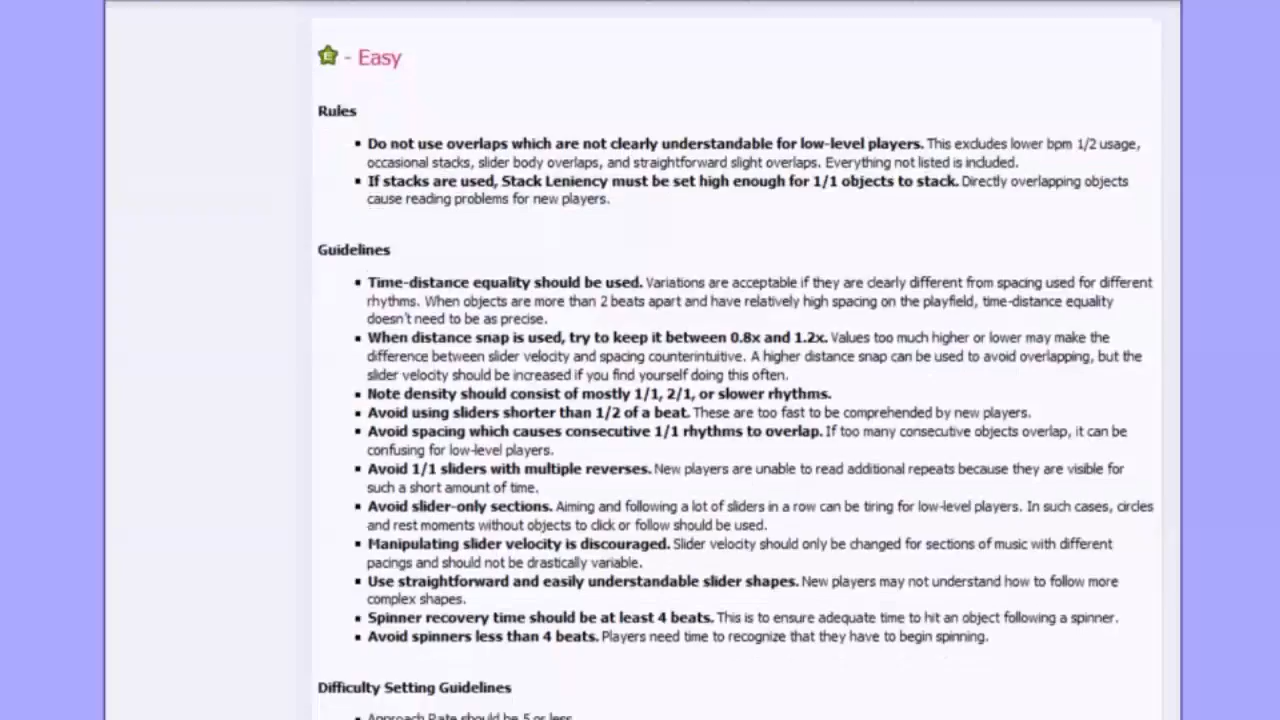 - Easy
Rules
▪ Do not use overlaps which are not clearly understandable for low-level players. This excludes lower bpm 1/2 usage,
occasional stacks, slider body overlaps, and straightforward slight overlaps. Everything not listed is included.
▪ If stacks are used, Stack Leniency must be set high enough for 1/1 objects to stack. Directly overlapping objects
cause reading problems for new players.
Guidelines
▪ Time-distance equality should be used. Variations are acceptable if they are clearly different from spacing used for different
rhythms. When objects are more than 2 beats apart and have relatively high spacing on the playfield, time-distance equality
doesn't need to be as precise.
▪ When distance snap is used, try to keep it between 0.8x and 1.2x. Values too much higher or lower may make the
difference between slider velocity and spacing counterintuitive. A higher distance snap can be used to avoid overlapping, but the
slider velocity should be increased if you find yourself doing this often.
▪ Note density should consist of mostly 1/1, 2/1, or slower rhythms.
▪ Avoid using sliders shorter than 1/2 of a beat. These are too fast to be comprehended by new players.
▪ Avoid spacing which causes consecutive 1/1 rhythms to overlap. If too many consecutive objects overlap, it can be
confusing for low-level players.
▪ Avoid 1/1 sliders with multiple reverses. New players are unable to read additional repeats because they are visible for
such a short amount of time.
▪ Avoid slider-only sections. Aiming and following a lot of sliders in a row can be tiring for low-level players. In such cases, circles
and rest moments without objects to click or follow should be used.
▪ Manipulating slider velocity is discouraged. Slider velocity should only be changed for sections of music with different
pacings and should not be drastically variable.
▪ Use straightforward and easily understandable slider shapes. New players may not understand how to follow more
complex shapes.
▪ Spinner recovery time should be at least 4 beats. This is to ensure adequate time to hit an object following a spinner.
▪ Avoid spinners less than 4 beats. Players need time to recognize that they have to begin spinning.
Difficulty Setting Guidelines
▪ Approach Rate should be 5 or less